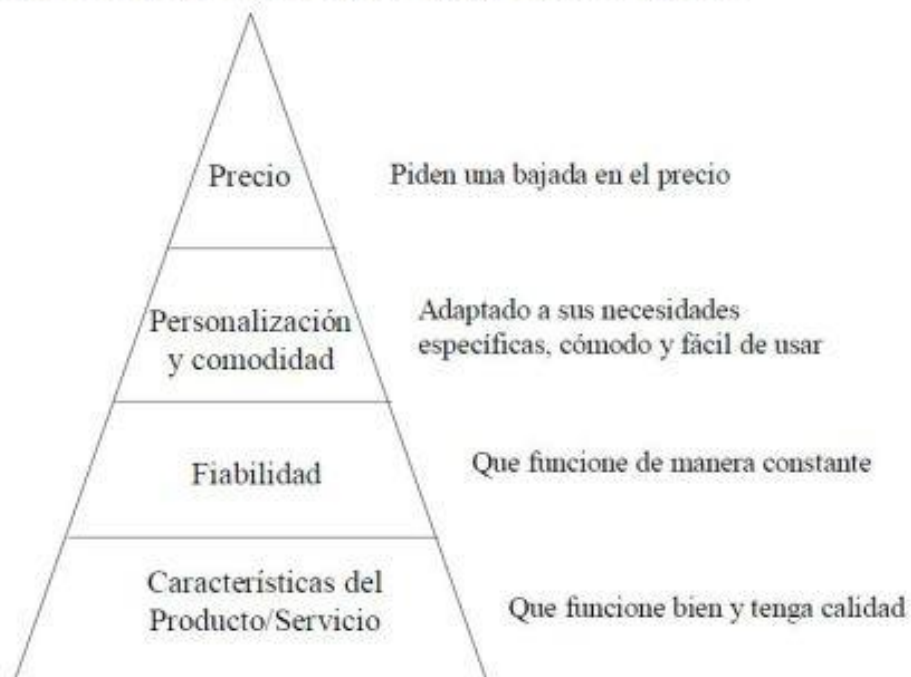 Precio
Piden una bajada en el precio
Personalización
y comodidad
Adaptado a sus necesidades
específicas, cómodo y fácil de usar
Fiabilidad
Que funcione de manera constante
Características del
Producto/Servicio
Que funcione bien y tenga calidad